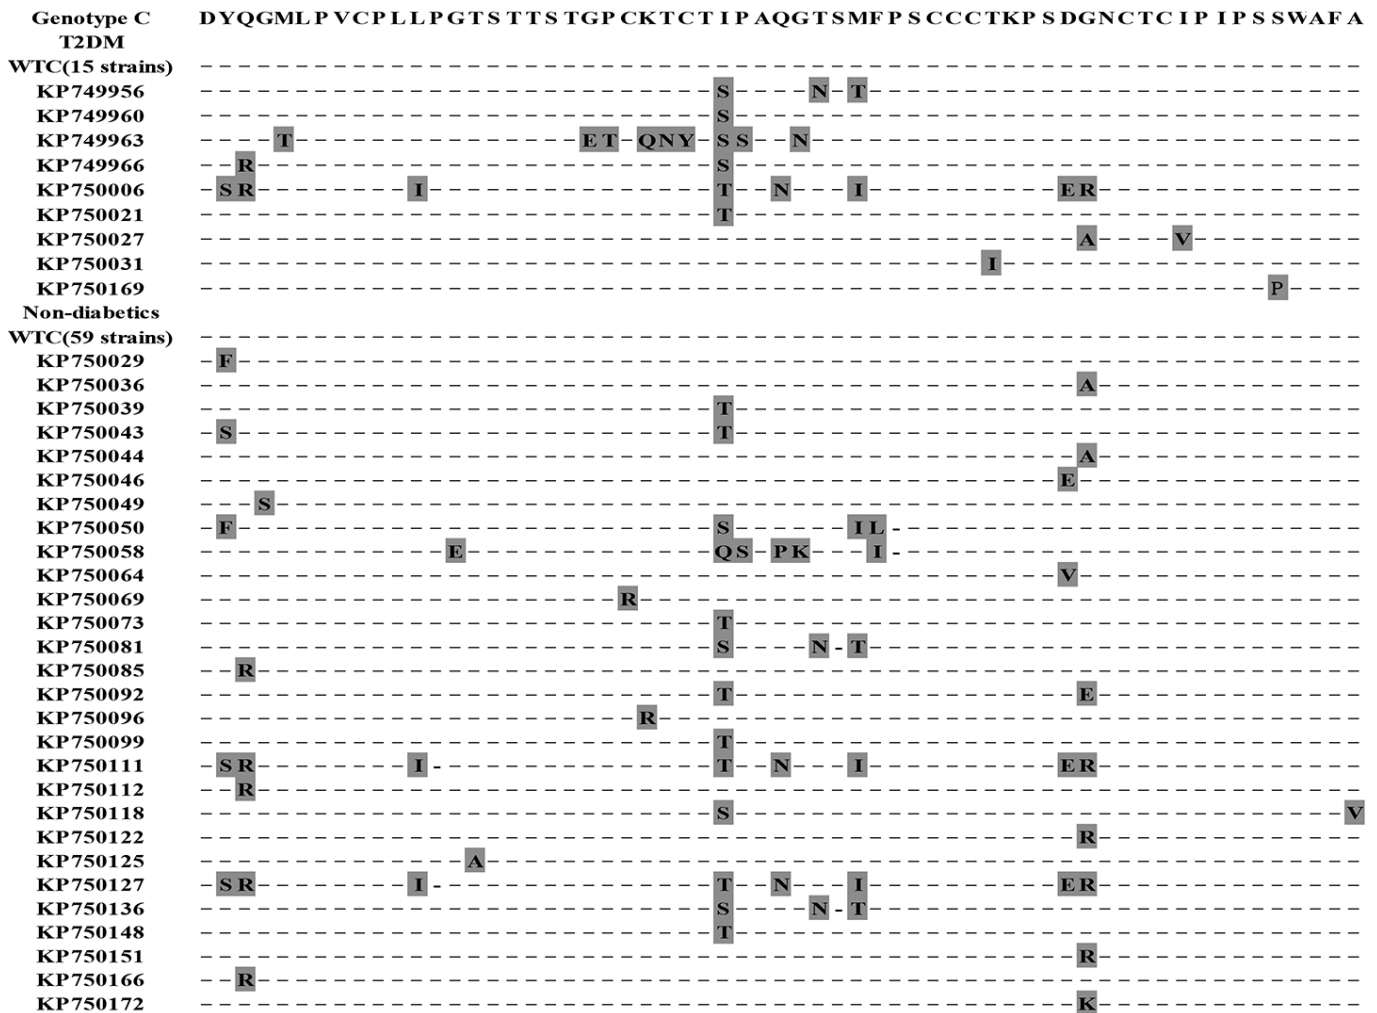 Genotype C DYQGMLPVCPLLPGTSTTSTGPCKTCTIPAQGTSMFPSCCCTKPSDGNCTCIPIPSSWAFA
T2DM
WTC(15 strains) -------------------------------------------------------------
KP749956 ---------------------------S----N-T--------------------------
KP749960 ---------------------------S---------------------------------
KP749963 ----T---------------ET-QNY-SS--N-----------------------------
KP749966 --R------------------------S---------------------------------
KP750006 -SR--------I---------------T--N---I----------ER--------------
KP750021 ---------------------------T---------------------------------
KP750027 ----------------------------------------------A----V---------
KP750031 -----------------------------------------I-------------------
KP750169 --------------------------------------------------------P----
Non-diabetics
WTC(59 strains) -------------------------------------------------------------
KP750029 -F-----------------------------------------------------------
KP750036 ----------------------------------------------A--------------
KP750039 ---------------------------T---------------------------------
KP750043 -S-------------------------T---------------------------------
KP750044 ----------------------------------------------A--------------
KP750046 ---------------------------------------------E---------------
KP750049 ---S---------------------------------------------------------
KP750050 -F-------------------------S------IL-------------------------
KP750058 -------------E-------------QS-PK---I-------------------------
KP750064 ---------------------------------------------V---------------
KP750069 ----------------------R--------------------------------------
KP750073 ---------------------------T---------------------------------
KP750081 ---------------------------S----N-T--------------------------
KP750085 --R----------------------------------------------------------
KP750092 ---------------------------T------------------E--------------
KP750096 -----------------------R-------------------------------------
KP750099 ---------------------------T---------------------------------
KP750111 -SR--------I---------------T--N---I----------ER--------------
KP750112 --R----------------------------------------------------------
KP750118 ---------------------------S--------------------------------V
KP750122 ----------------------------------------------R--------------
KP750125 --------------A----------------------------------------------
KP750127 -SR--------I---------------T--N---I----------ER--------------
KP750136 ---------------------------S----N-T--------------------------
KP750148 ---------------------------T---------------------------------
KP750151 ----------------------------------------------R--------------
KP750166 --R----------------------------------------------------------
KP750172 ----------------------------------------------K--------------